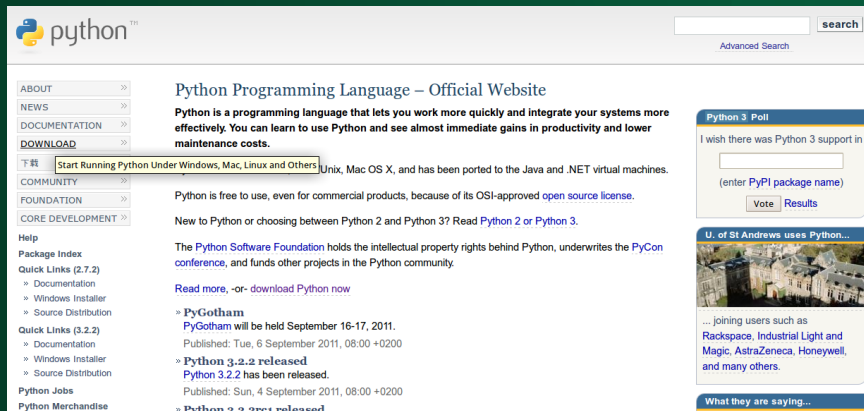 python™
search
Advanced Search
ABOUT »
NEWS »
DOCUMENTATION »
DOWNLOAD »
下載
COMMUNITY »
FOUNDATION »
CORE DEVELOPMENT »
Help
Package Index
Quick Links (2.7.2)
» Documentation
» Windows Installer
» Source Distribution
Quick Links (3.2.2)
» Documentation
» Windows Installer
» Source Distribution
Python Jobs
Python Merchandise
Start Running Python Under Windows, Mac, Linux and Others
Python Programming Language – Official Website
Python is a programming language that lets you work more quickly and integrate your systems more
effectively. You can learn to use Python and see almost immediate gains in productivity and lower
maintenance costs.
Unix, Mac OS X, and has been ported to the Java and .NET virtual machines.
Python is free to use, even for commercial products, because of its OSI-approved open source license.
New to Python or choosing between Python 2 and Python 3? Read Python 2 or Python 3.
The Python Software Foundation holds the intellectual property rights behind Python, underwrites the PyCon
conference, and funds other projects in the Python community.
Read more, -or- download Python now
» PyGotham
PyGotham will be held September 16-17, 2011.
Published: Tue, 6 September 2011, 08:00 +0200
» Python 3.2.2 released
Python 3.2.2 has been released.
Published: Sun, 4 September 2011, 08:00 +0200
» Python 3.2.2rc1 released
Python 3 Poll
I wish there was Python 3 support in
(enter PyPI package name)
Vote Results
U. of St Andrews uses Python...
... joining users such as
Rackspace, Industrial Light and
Magic, AstraZeneca, Honeywell,
and many others.
What they are saying...